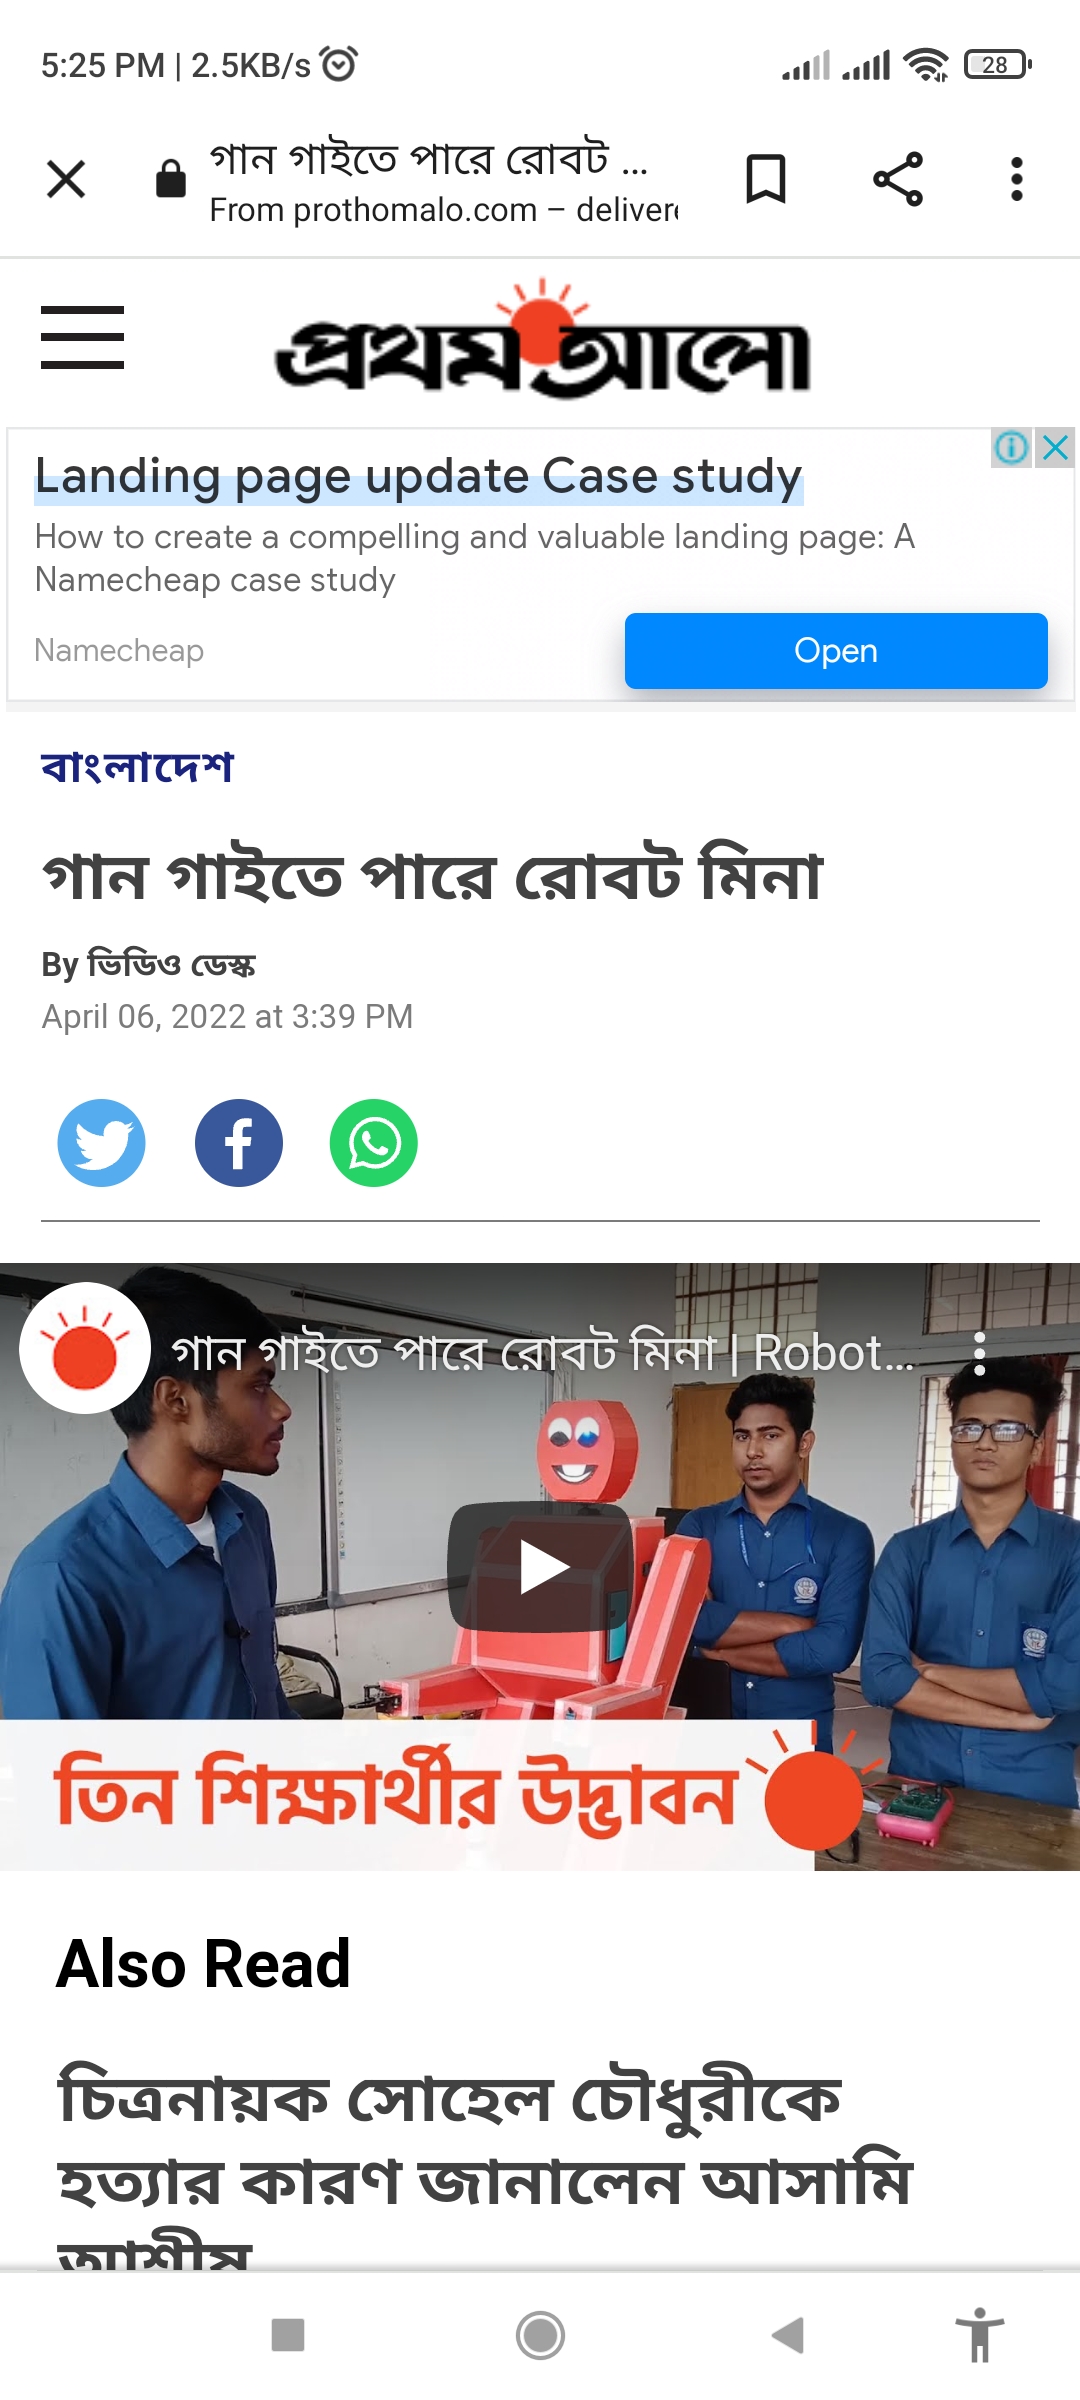 5:25 PM | 2.5KB/s
28
গান গাইতে পারে রোবট ...
From prothomalo.com – delivere
প্রথম আলো
Landing page update Case study
How to create a compelling and valuable landing page: A
Namecheap case study
Namecheap
Open
বাংলাদেশ
গান গাইতে পারে রোবট মিনা
By ভিডিও ডেস্ক
April 06, 2022 at 3:39 PM
গান গাইতে পারে রোবট মিনা | Robot...
তিন শিক্ষার্থীর উদ্ভাবন
Also Read
চিত্রনায়ক সোহেল চৌধুরীকে
হত্যার কারণ জানালেন আসামি
আশীষ